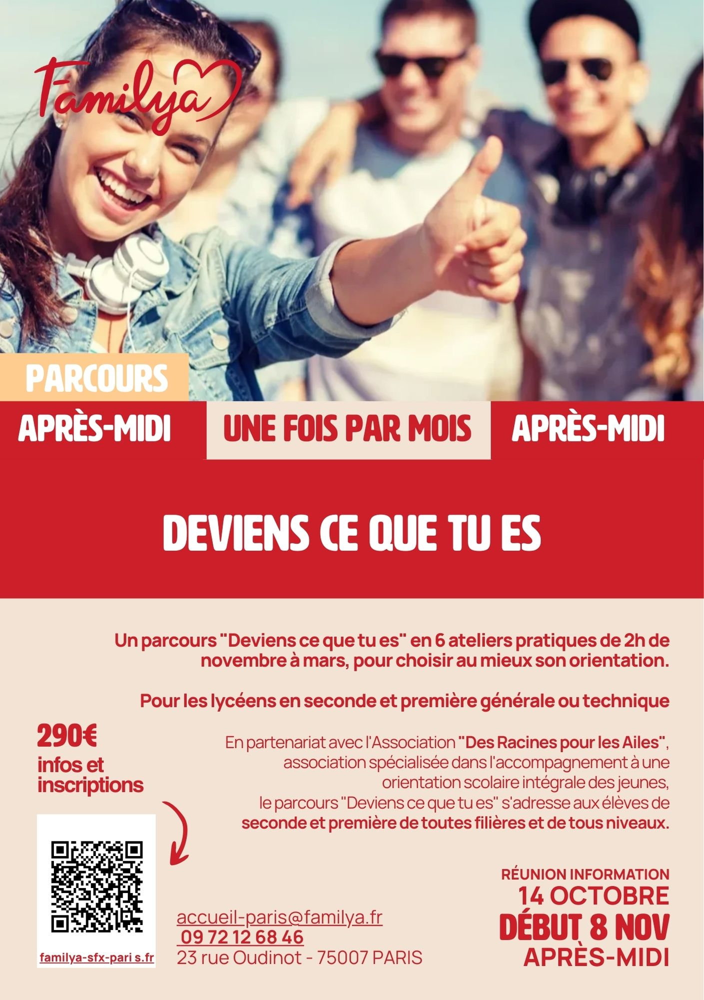 Familya
PARCOURS
APRÈS-MIDI
UNE FOIS PAR MOIS
APRÈS-MIDI
DEVIENS CE QUE TU ES
Un parcours "Deviens ce que tu es" en 6 ateliers pratiques de 2h de
novembre à mars, pour choisir au mieux son orientation.
Pour les lycéens en seconde et première générale ou technique
290€
infos et
inscriptions
En partenariat avec l'Association "Des Racines pour les Ailes",
association spécialisée dans l'accompagnement à une
orientation scolaire intégrale des jeunes,
le parcours "Deviens ce que tu es" s'adresse aux élèves de
seconde et première de toutes filières et de tous niveaux.
familya-sfx-pari s.fr
accueil-paris@familya.fr
09 72 12 68 46
23 rue Oudinot - 75007 PARIS
RÉUNION INFORMATION
14 OCTOBRE
DÉBUT 8 NOV
APRÈS-MIDI